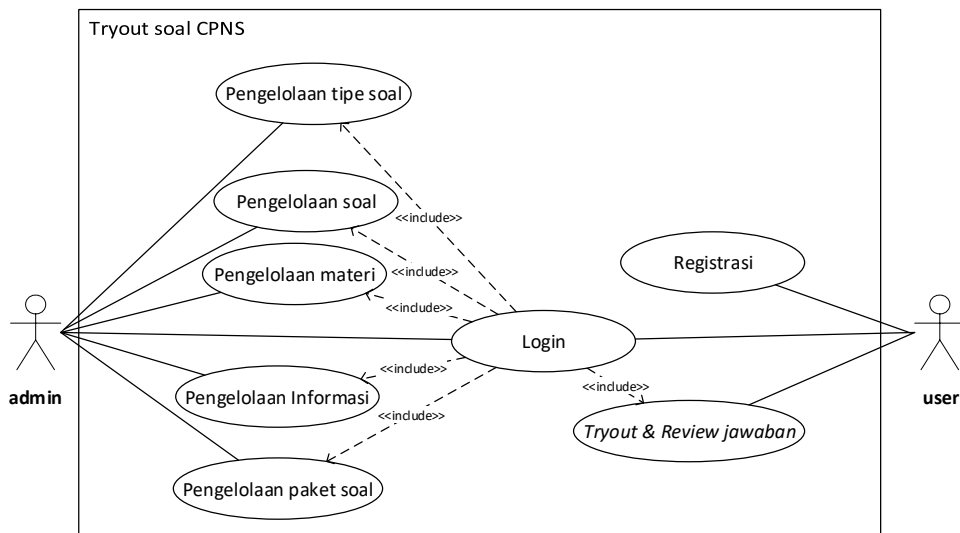 Tryout soal CPNS
Pengelolaan tipe soal
Pengelolaan soal
<<include>>
Pengelolaan materi
<<include>>
Registrasi
<<include>>
Login
admin
user
Pengelolaan Informasi
<<include>>
<<include>>
<<include>>
Tryout & Review jawaban
Pengelolaan paket soal